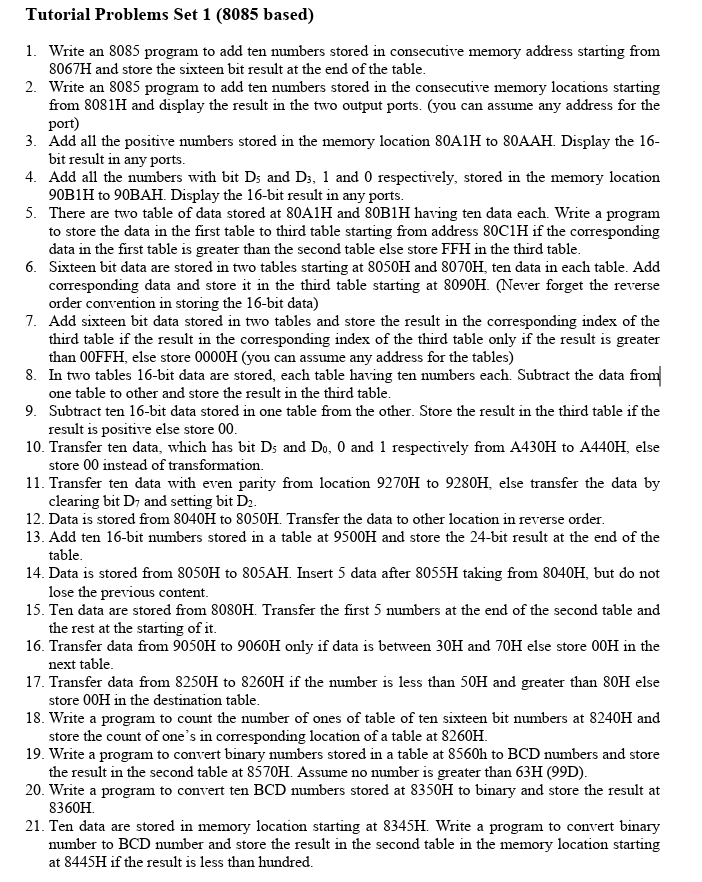 Tutorial Problems Set 1 (8085 based)
1. Write an 8085 program to add ten numbers stored in consecutive memory address starting from
8067H and store the sixteen bit result at the end of the table.
2. Write an 8085 program to add ten numbers stored in the consecutive memory locations starting
from 8081H and display the result in the two output ports. (you can assume any address for the
port)
3. Add all the positive numbers stored in the memory location 80A1H to 80AAH. Display the 16-
bit result in any ports.
4. Add all the numbers with bit D5 and D3, 1 and 0 respectively, stored in the memory location
90B1H to 90BAH. Display the 16-bit result in any ports.
5. There are two table of data stored at 80A1H and 80B1H having ten data each. Write a program
to store the data in the first table to third table starting from address 80C1H if the corresponding
data in the first table is greater than the second table else store FFH in the third table.
6. Sixteen bit data are stored in two tables starting at 8050H and 8070H, ten data in each table. Add
corresponding data and store it in the third table starting at 8090H. (Never forget the reverse
order convention in storing the 16-bit data)
7. Add sixteen bit data stored in two tables and store the result in the corresponding index of the
third table if the result in the corresponding index of the third table only if the result is greater
than 00FFH, else store 0000H (you can assume any address for the tables)
8. In two tables 16-bit data are stored, each table having ten numbers each. Subtract the data from
one table to other and store the result in the third table.
9. Subtract ten 16-bit data stored in one table from the other. Store the result in the third table if the
result is positive else store 00.
10. Transfer ten data, which has bit D5 and D0, 0 and 1 respectively from A430H to A440H, else
store 00 instead of transformation.
11. Transfer ten data with even parity from location 9270H to 9280H, else transfer the data by
clearing bit D7 and setting bit D2.
12. Data is stored from 8040H to 8050H. Transfer the data to other location in reverse order.
13. Add ten 16-bit numbers stored in a table at 9500H and store the 24-bit result at the end of the
table.
14. Data is stored from 8050H to 805AH. Insert 5 data after 8055H taking from 8040H, but do not
lose the previous content.
15. Ten data are stored from 8080H. Transfer the first 5 numbers at the end of the second table and
the rest at the starting of it.
16. Transfer data from 9050H to 9060H only if data is between 30H and 70H else store 00H in the
next table.
17. Transfer data from 8250H to 8260H if the number is less than 50H and greater than 80H else
store 00H in the destination table.
18. Write a program to count the number of ones of table of ten sixteen bit numbers at 8240H and
store the count of one's in corresponding location of a table at 8260H.
19. Write a program to convert binary numbers stored in a table at 8560h to BCD numbers and store
the result in the second table at 8570H. Assume no number is greater than 63H (99D).
20. Write a program to convert ten BCD numbers stored at 8350H to binary and store the result at
8360H.
21. Ten data are stored in memory location starting at 8345H. Write a program to convert binary
number to BCD number and store the result in the second table in the memory location starting
at 8445H if the result is less than hundred.